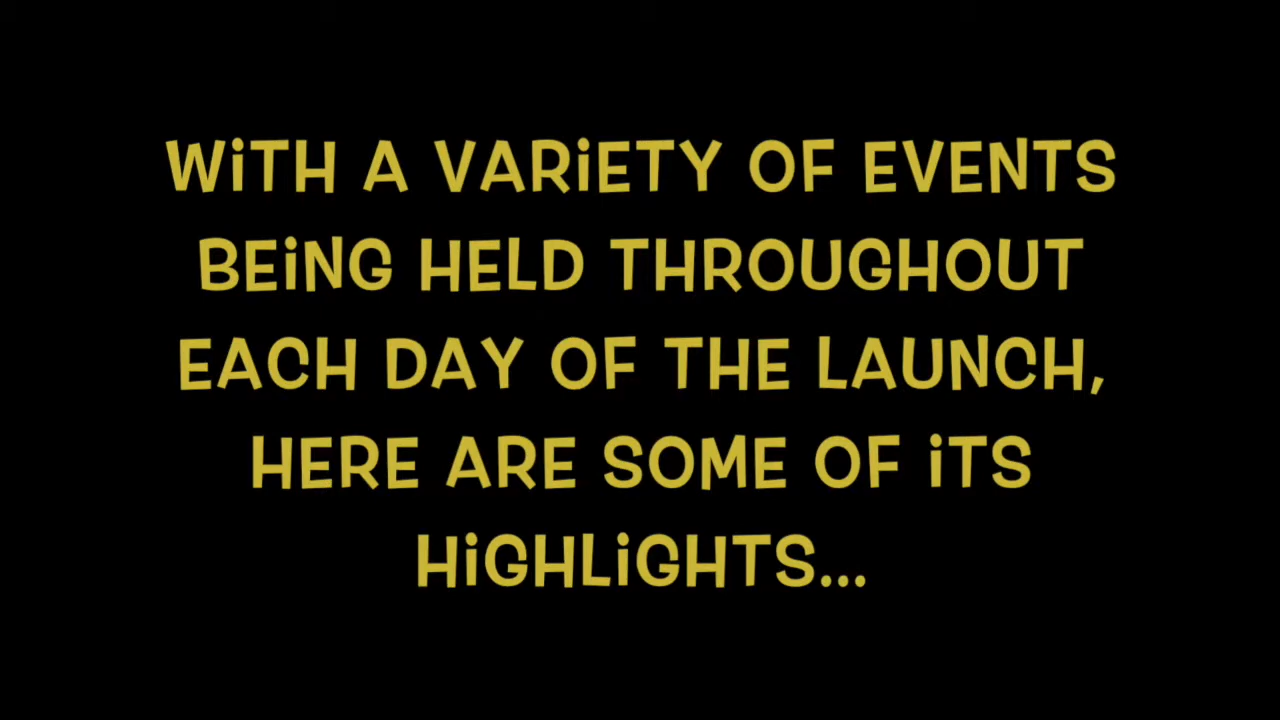 WiTH A VARiETY OF EVENTS
BEiNG HELD THROUGHOUT
EACH DAY OF THE LAUNCH,
HERE ARE SOME OF iTS
HiGHLiGHTS...